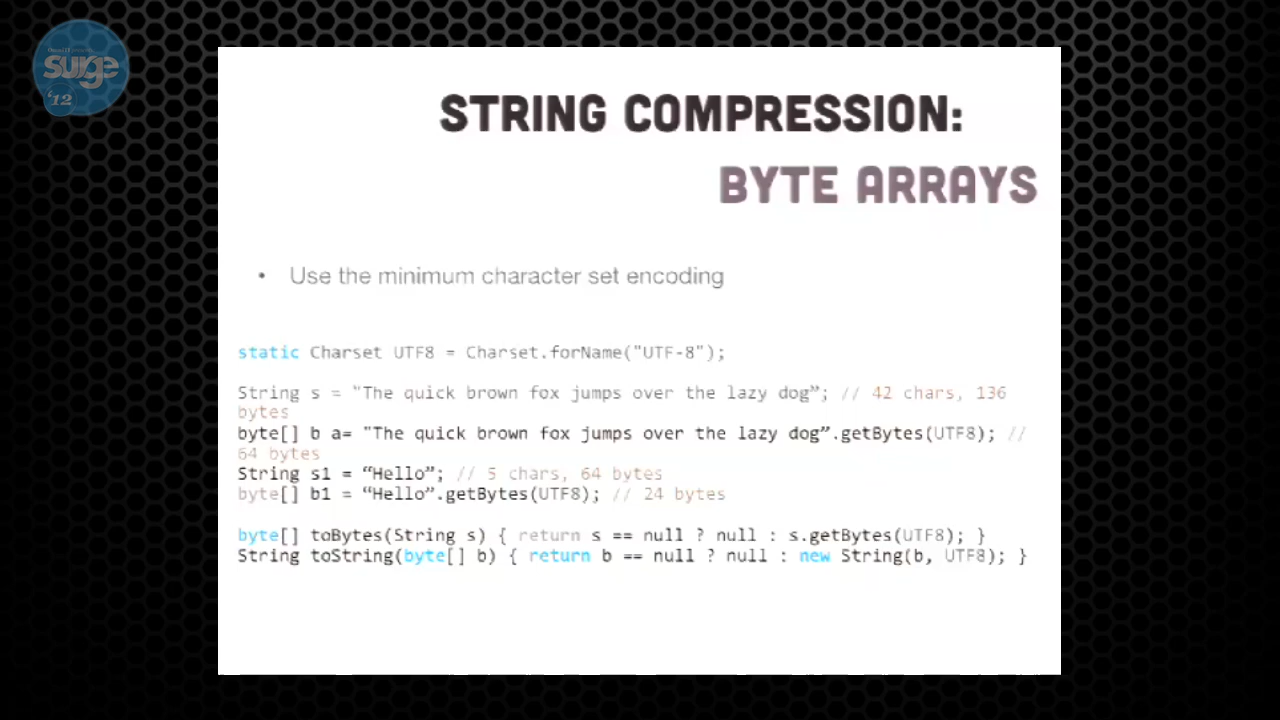 surge
'12
STRING COMPRESSION:
BYTE ARRAYS
• Use the minimum character set encoding
static Charset UTF8 = Charset.forName("UTF-8");
String s = "The quick brown fox jumps over the lazy dog”; // 42 chars, 136
bytes
byte[] b a= "The quick brown fox jumps over the lazy dog”.getBytes(UTF8); //
64 bytes
String s1 = “Hello”; // 5 chars, 64 bytes
byte[] b1 = “Hello”.getBytes(UTF8); // 24 bytes
byte[] toBytes(String s) { return s == null ? null : s.getBytes(UTF8); }
String toString(byte[] b) { return b == null ? null : new String(b, UTF8); }